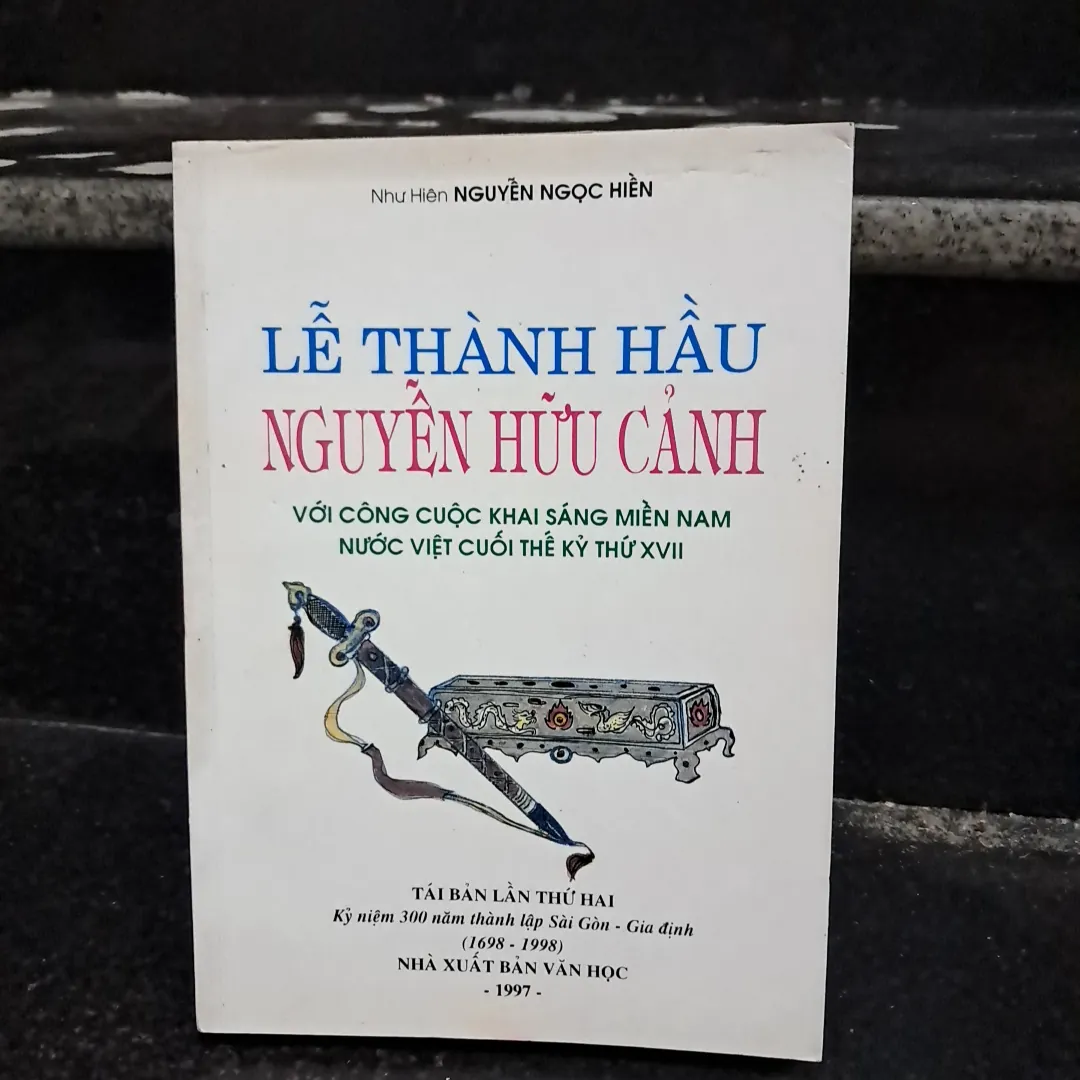 Như Hiên NGUYỄN NGỌC HIỀN
LỄ THÀNH HẦU
NGUYỄN HỮU CẢNH
VỚI CÔNG CUỘC KHAI SÁNG MIỀN NAM
NƯỚC VIỆT CUỐI THẾ KỶ THỨ XVII
TÁI BẢN LẦN THỨ HAI
Kỷ niệm 300 năm thành lập Sài Gòn - Gia định
(1698 - 1998)
NHÀ XUẤT BẢN VĂN HỌC
- 1997 -